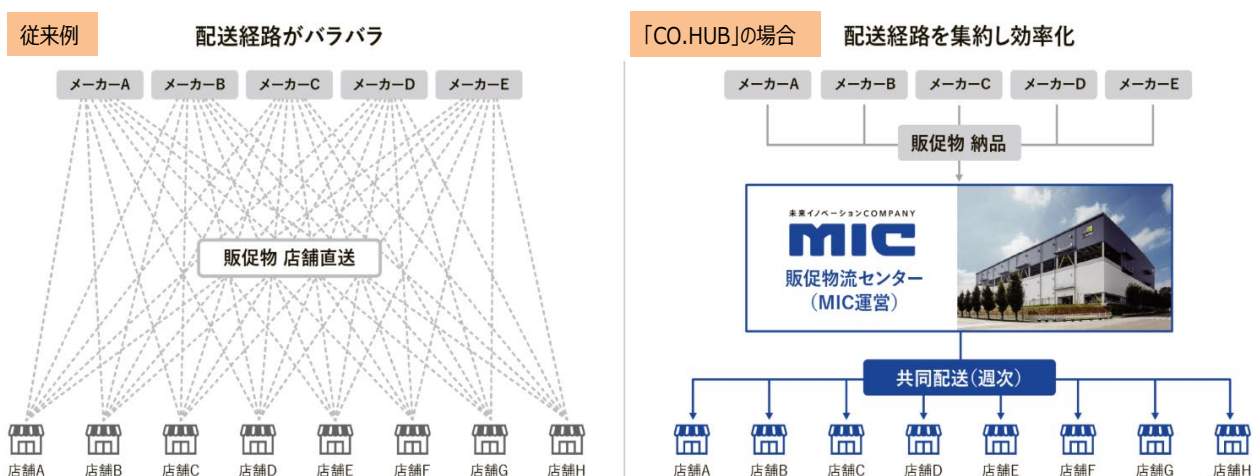 従来例
配送経路がバラバラ
メーカーA
メーカーB
メーカーC
メーカーD
メーカーE
販促物 店舗直送
店舗A
店舗B
店舗C
店舗D
店舗E
店舗F
店舗G
店舗H
「CO.HUB」の場合
配送経路を集約し効率化
メーカーA
メーカーB
メーカーC
メーカーD
メーカーE
販促物 納品
未来イノベーションCOMPANY
MIC
販促物流センター
(MIC運営)
共同配送(週次)
店舗A
店舗B
店舗C
店舗D
店舗E
店舗F
店舗G
店舗H